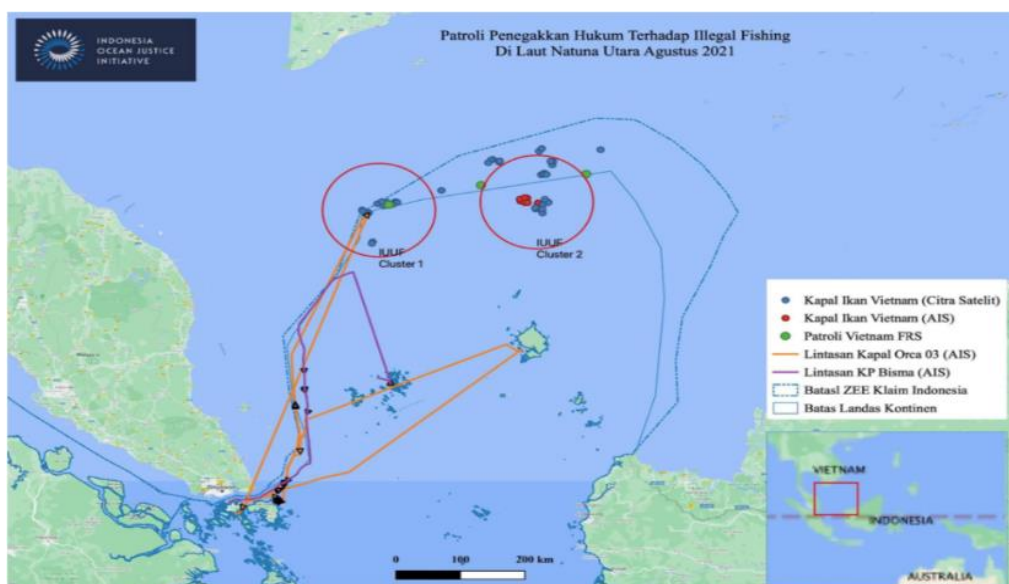 INDONESIA
OCEAN JUSTICE
INITIATIVE
Patroli Penegakkan Hukum Terhadap Illegal Fishing
Di Laut Natuna Utara Agustus 2021
IUUF
Cluster 1
IUUF
Cluster 2
Kapal Ikan Vietnam (Citra Satelit)
Kapal Ikan Vietnam (AIS)
Patroli Vietnam FRS
Lintasan Kapal Orca 03 (AIS)
Lintasan KP Bisma (AIS)
Batasl ZEE Klaim Indonesia
Batas Landas Kontinen
VIETNAM
INDONESIA
AUSTRALIA
0 100 200 km